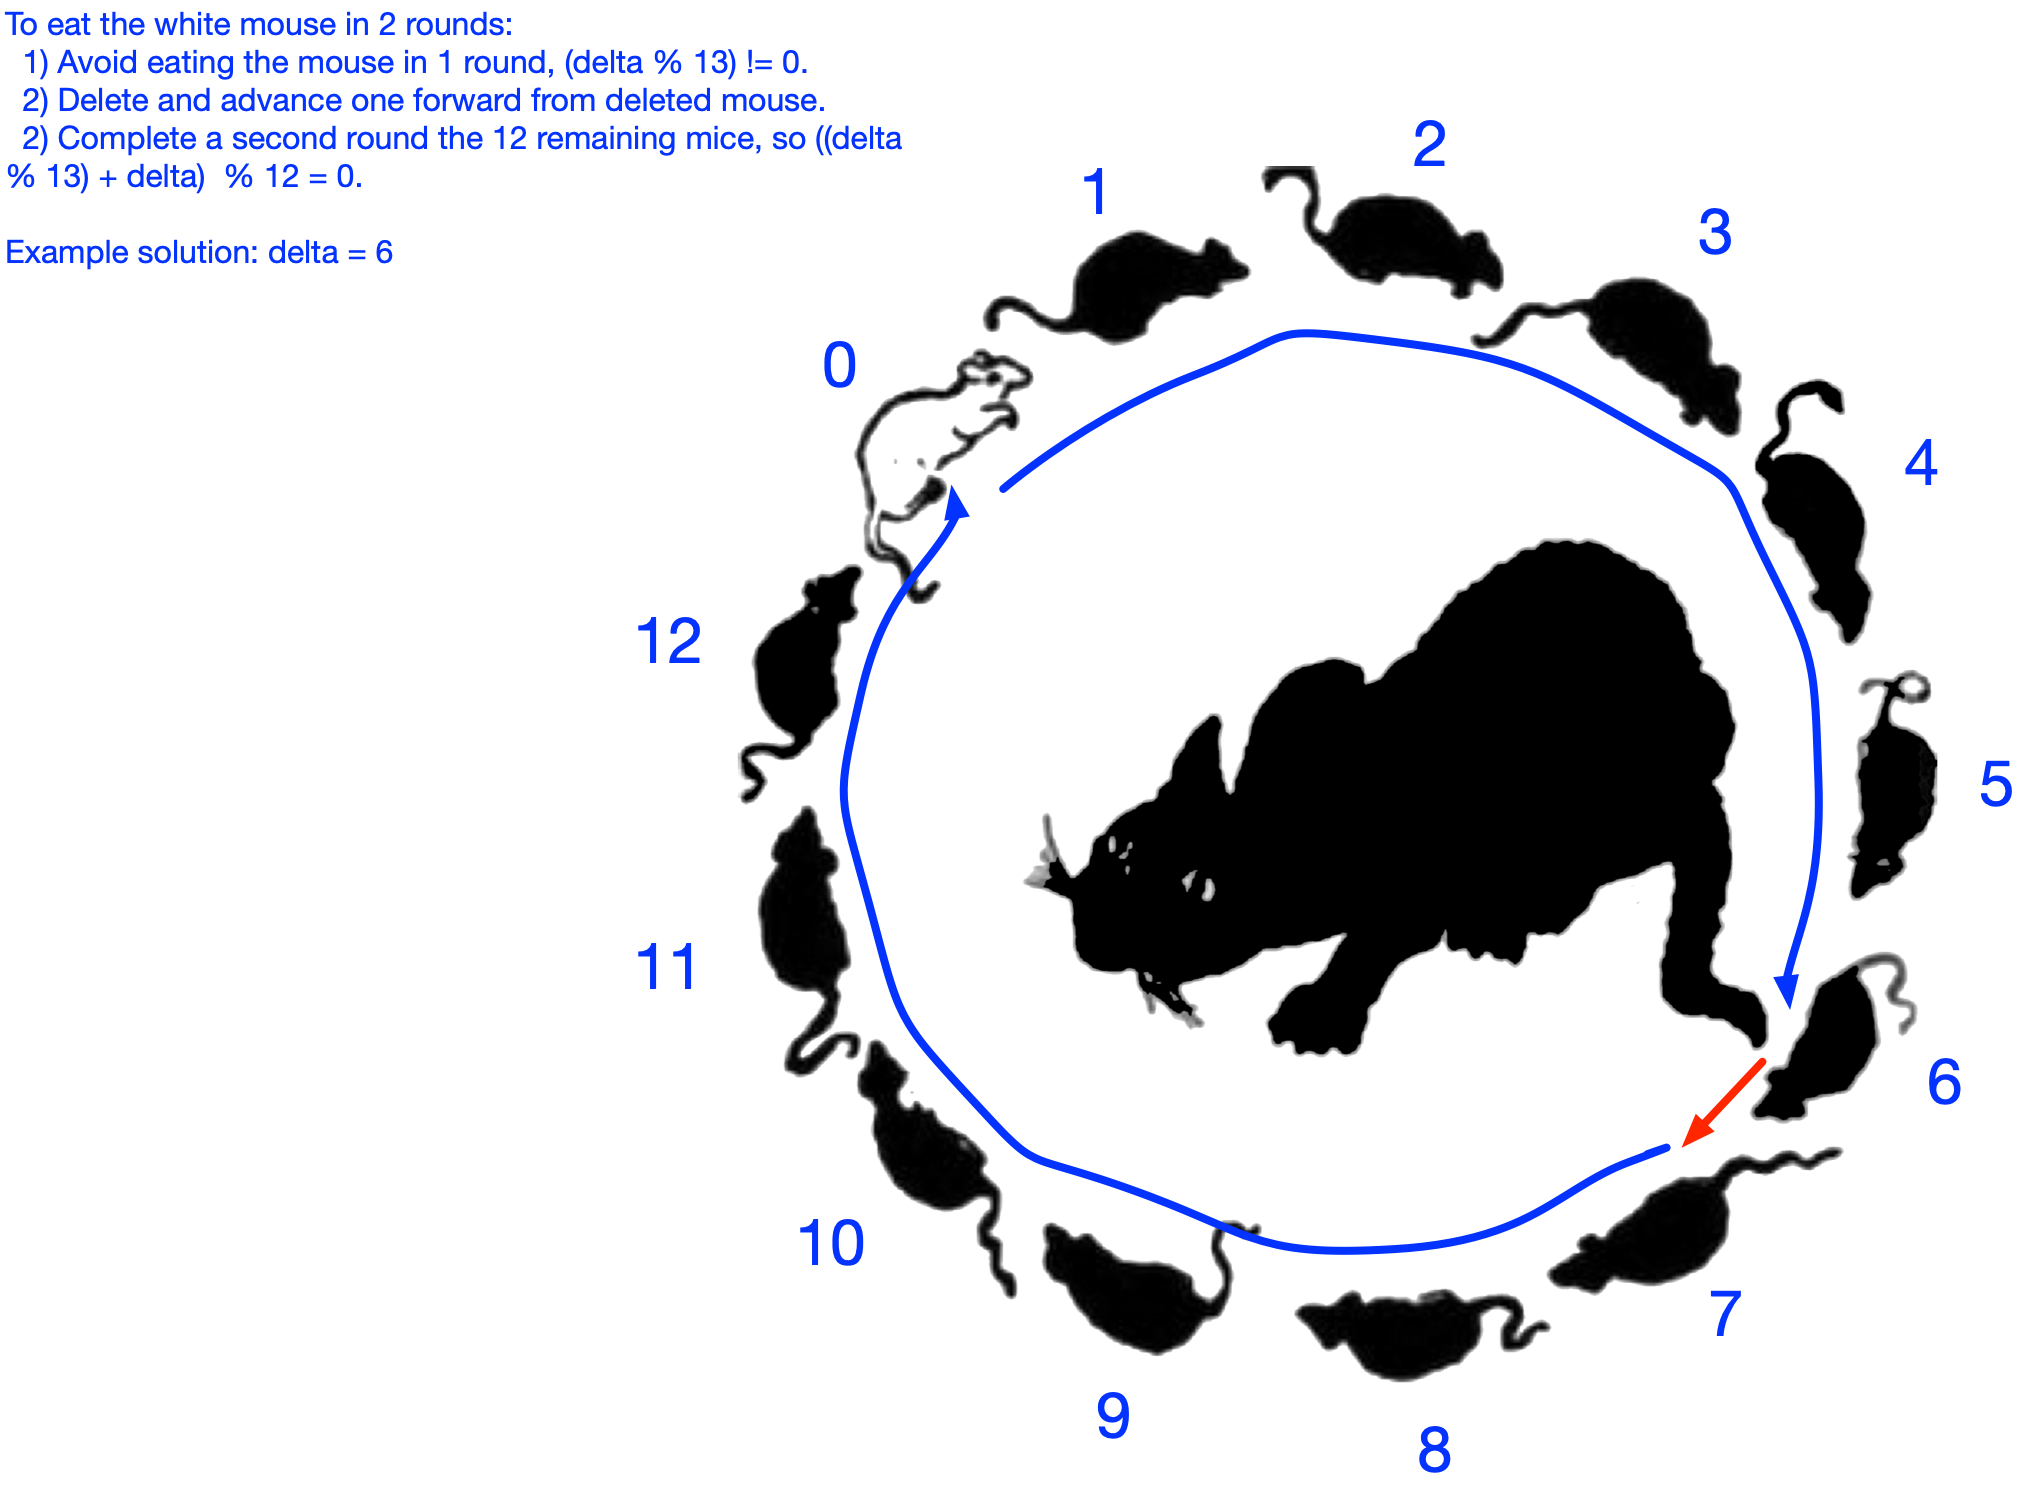 To eat the white mouse in 2 rounds:
1) Avoid eating the mouse in 1 round, (delta % 13) != 0.
2) Delete and advance one forward from deleted mouse.
2) Complete a second round the 12 remaining mice, so ((delta
% 13) + delta)  % 12 = 0.
Example solution: delta = 6
0
1
2
3
4
5
6
7
8
9
10
11
12